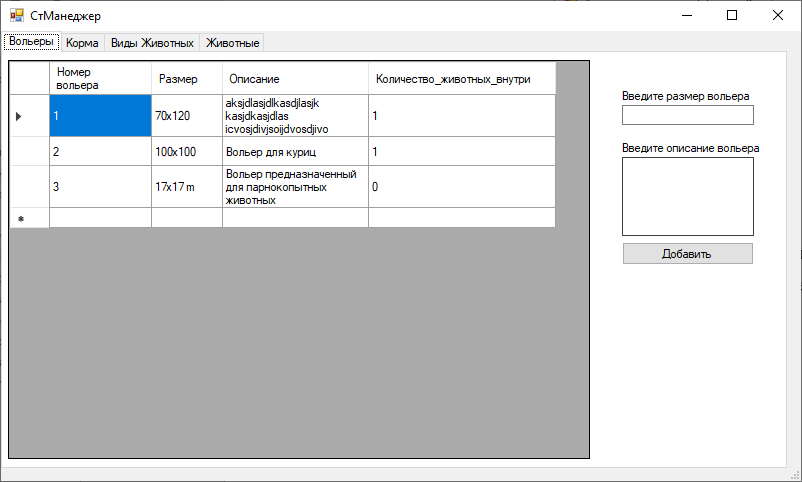 СтМанеджер
Вольеры Корма Виды Животных Животные
Номер вольера Размер Описание Количество_животных_внутри
1 70x120 aksjdlasjdlkasdjlasjk
kasjdkasjdlas
icvosjdivjsoijdvosdjivo 1
2 100x100 Вольер для куриц 1
3 17x17 m Вольер предназначенный
для парнокопытных
животных 0
Введите размер вольера
Введите описание вольера
Добавить